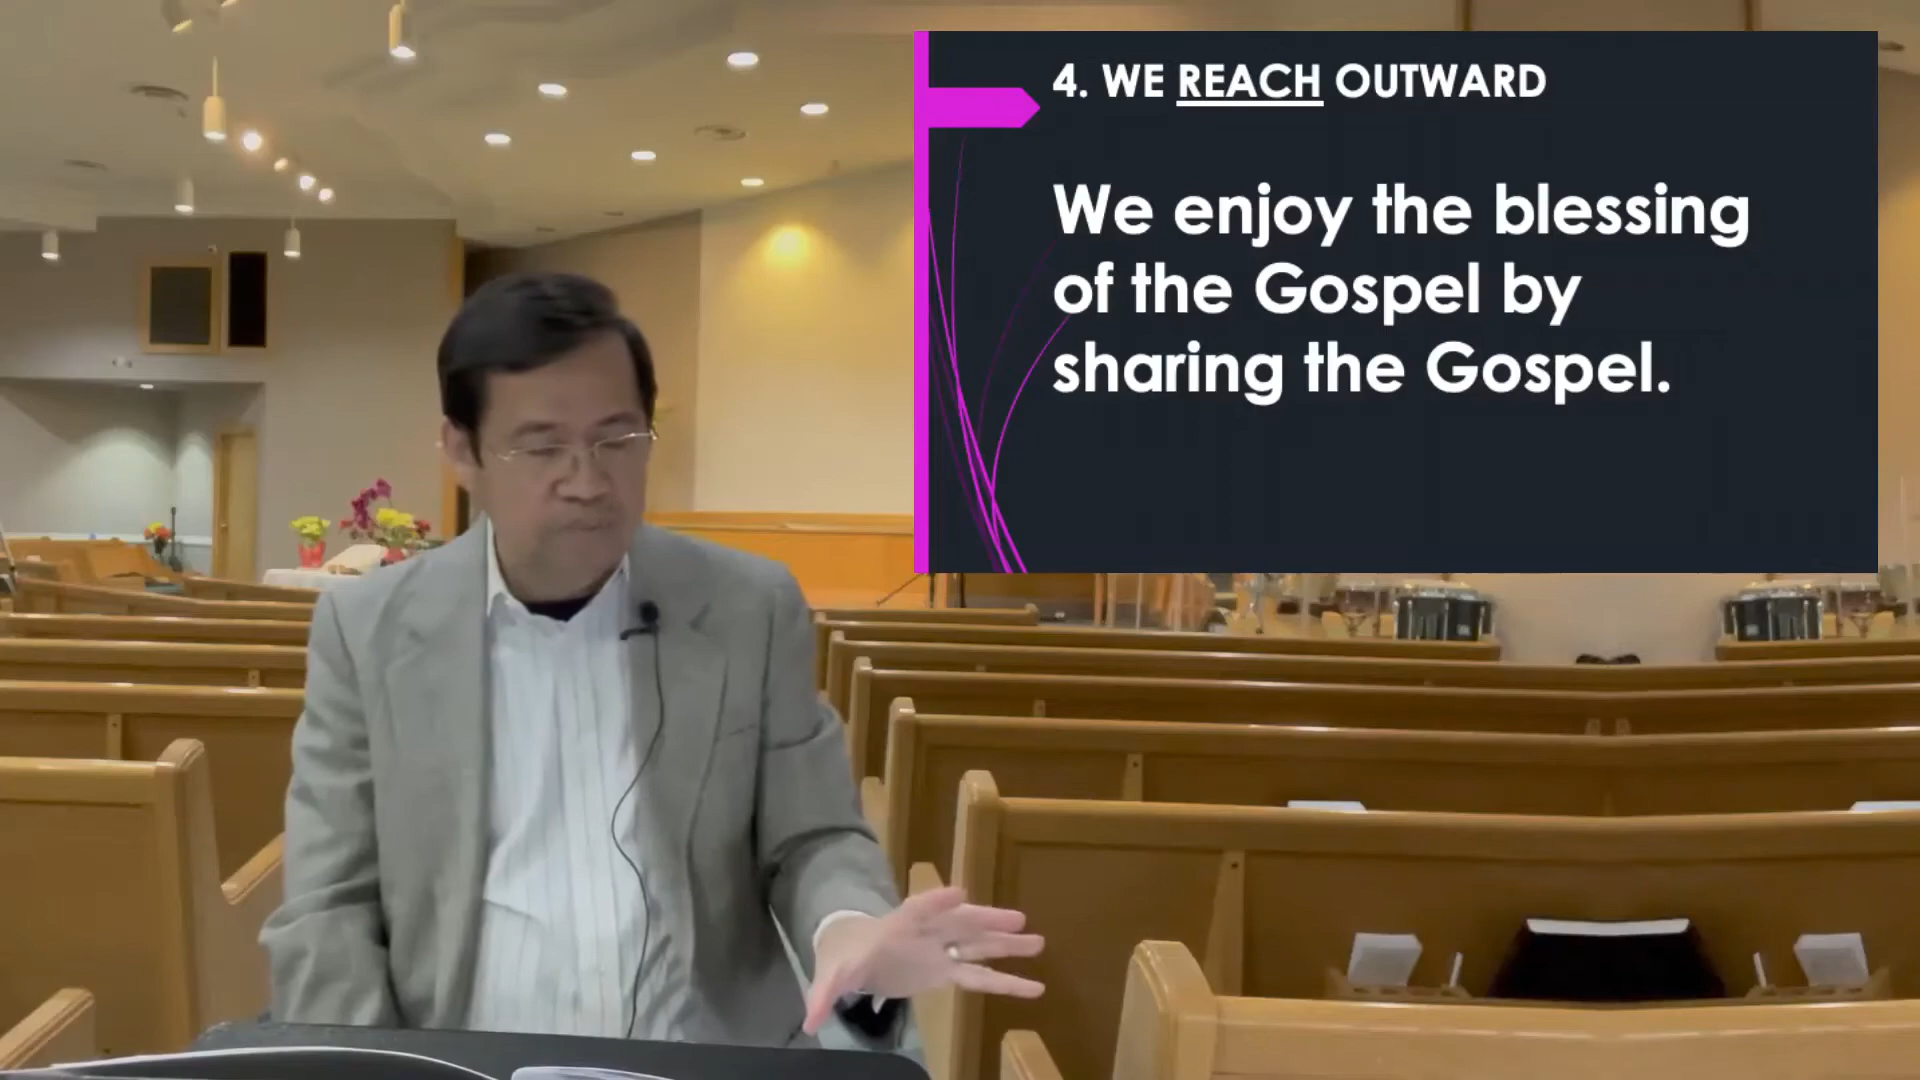 4. WE REACH OUTWARD
We enjoy the blessing
of the Gospel by
sharing the Gospel.